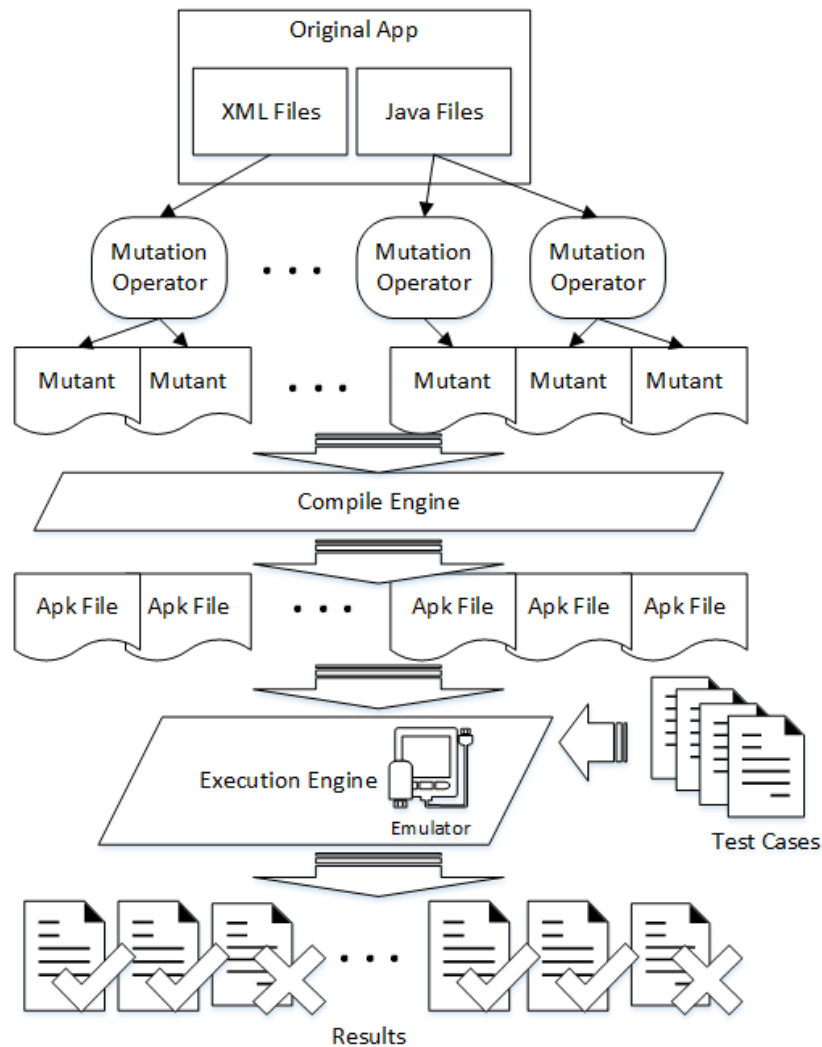 Original App
XML Files
Java Files
Mutation
Operator
. . .
Mutation
Operator
Mutation
Operator
Mutant
Mutant
. . .
Mutant
Mutant
Mutant
Compile Engine
Apk File
Apk File
. . .
Apk File
Apk File
Apk File
Execution Engine
Emulator
Test Cases
. . .
Results